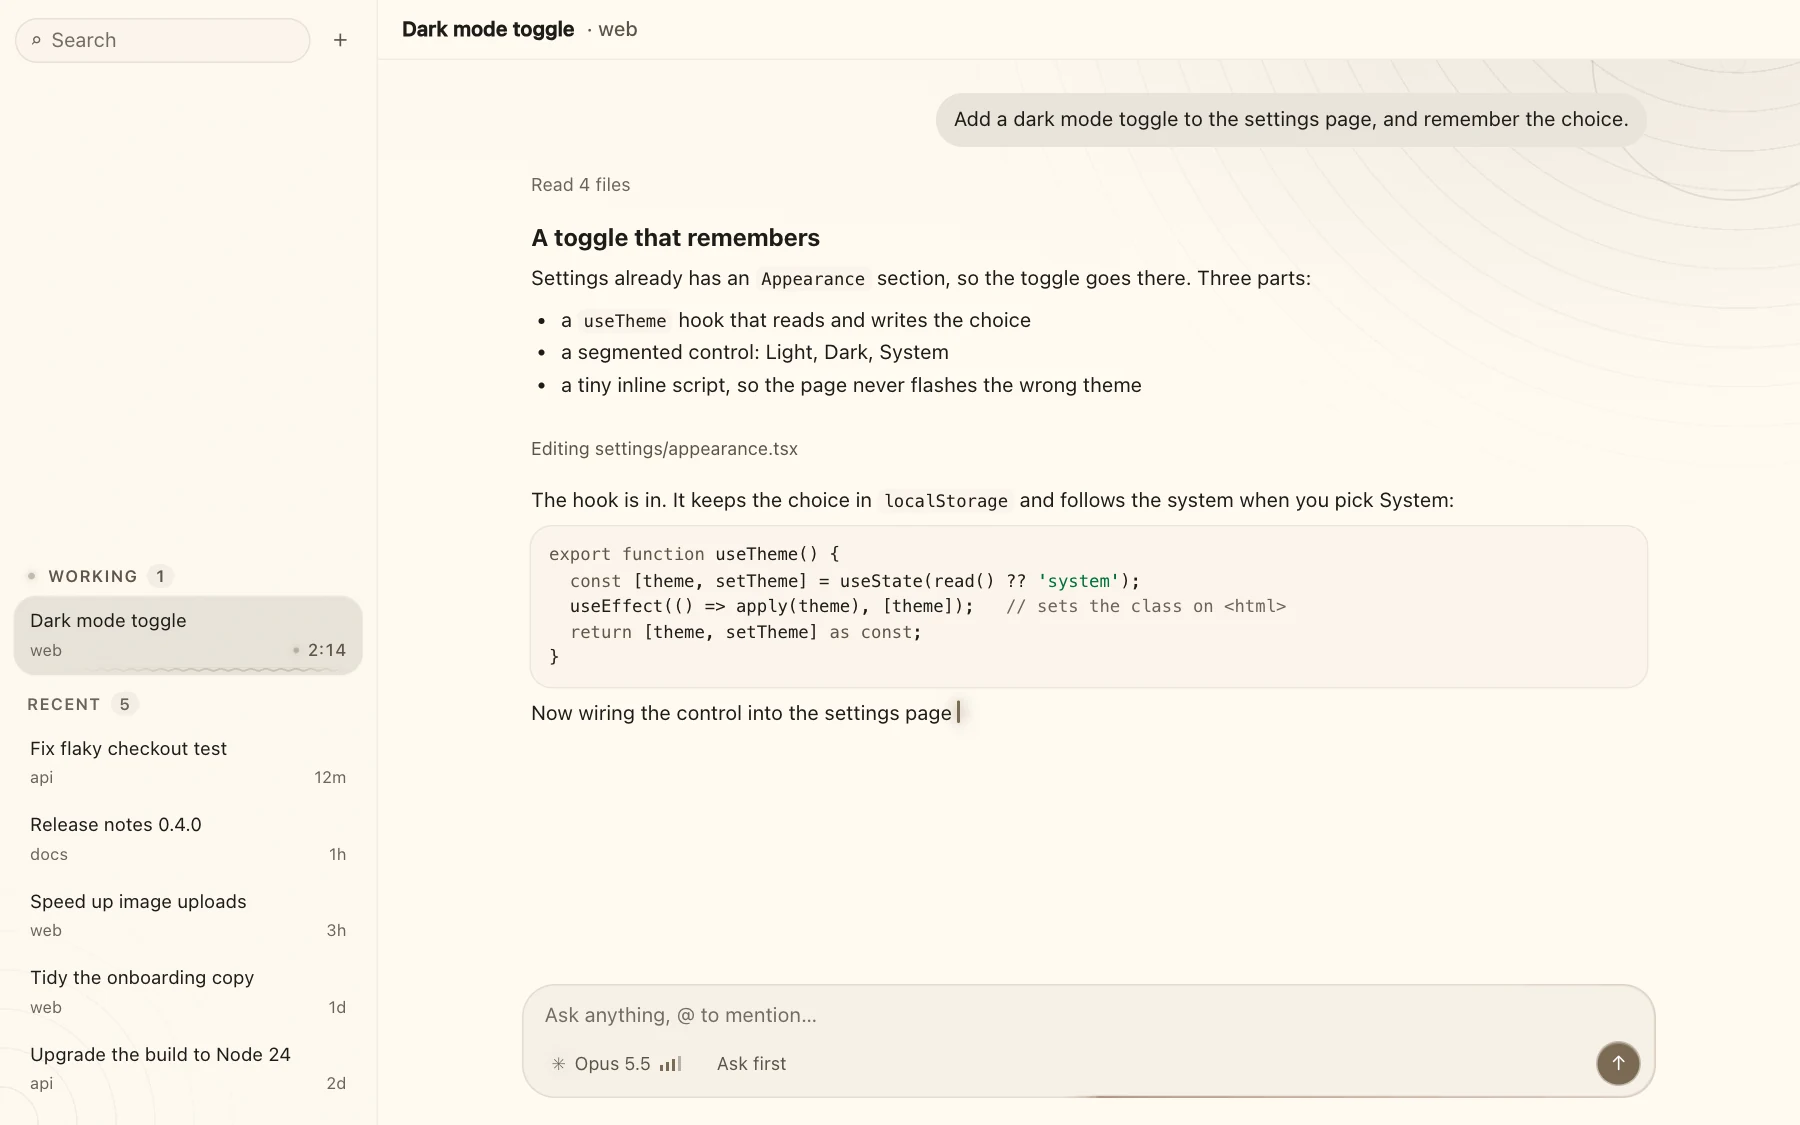 Search
+
WORKING 1
Dark mode toggle
web 2:14
RECENT 5
Fix flaky checkout test
api 12m
Release notes 0.4.0
docs 1h
Speed up image uploads
web 3h
Tidy the onboarding copy
web 1d
Upgrade the build to Node 24
api 2d
Dark mode toggle · web
Add a dark mode toggle to the settings page, and remember the choice.
Read 4 files
A toggle that remembers
Settings already has an Appearance section, so the toggle goes there. Three parts:
• a useTheme hook that reads and writes the choice
• a segmented control: Light, Dark, System
• a tiny inline script, so the page never flashes the wrong theme
Editing settings/appearance.tsx
The hook is in. It keeps the choice in localStorage and follows the system when you pick System:
export function useTheme() {
  const [theme, setTheme] = useState(read() ?? 'system');
  useEffect(() => apply(theme), [theme]);   // sets the class on <html>
  return [theme, setTheme] as const;
}
Now wiring the control into the settings page
Ask anything, @ to mention…
Opus 5.5 Ask first